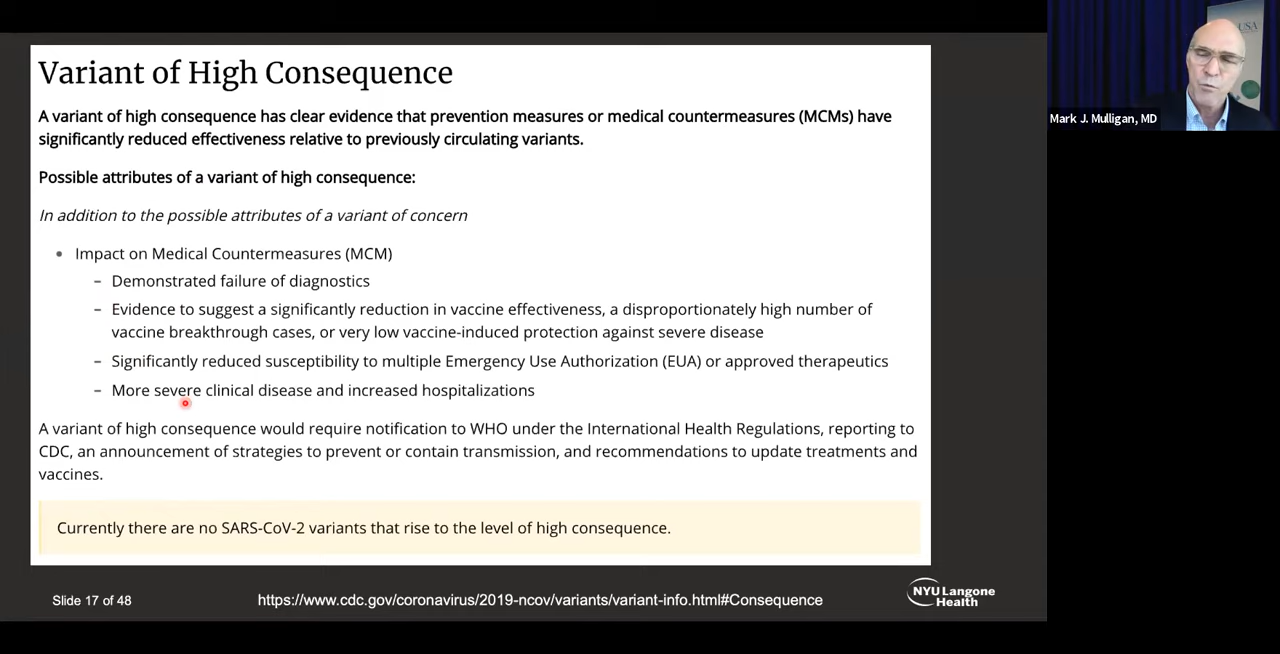 Variant of High Consequence
A variant of high consequence has clear evidence that prevention measures or medical countermeasures (MCMs) have
significantly reduced effectiveness relative to previously circulating variants.
Possible attributes of a variant of high consequence:
In addition to the possible attributes of a variant of concern
• Impact on Medical Countermeasures (MCM)
– Demonstrated failure of diagnostics
– Evidence to suggest a significantly reduction in vaccine effectiveness, a disproportionately high number of
vaccine breakthrough cases, or very low vaccine-induced protection against severe disease
– Significantly reduced susceptibility to multiple Emergency Use Authorization (EUA) or approved therapeutics
– More severe clinical disease and increased hospitalizations
A variant of high consequence would require notification to WHO under the International Health Regulations, reporting to
CDC, an announcement of strategies to prevent or contain transmission, and recommendations to update treatments and
vaccines.
Currently there are no SARS-CoV-2 variants that rise to the level of high consequence.
Slide 17 of 48
https://www.cdc.gov/coronavirus/2019-ncov/variants/variant-info.html#Consequence
NYU Langone
Health
Mark J. Mulligan, MD